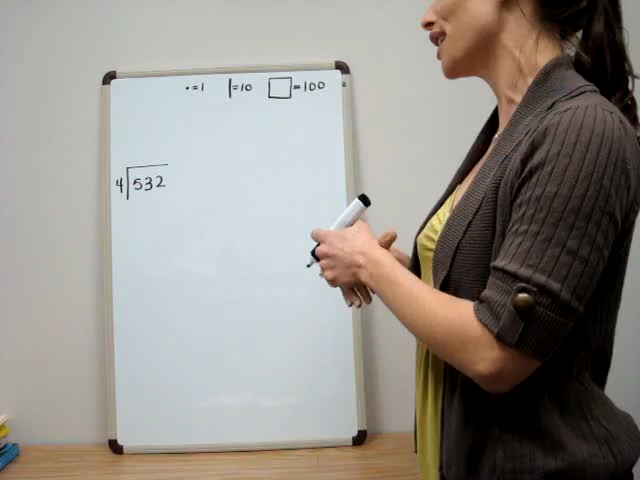 • = 1 | = 10 □ = 100
4⟌532